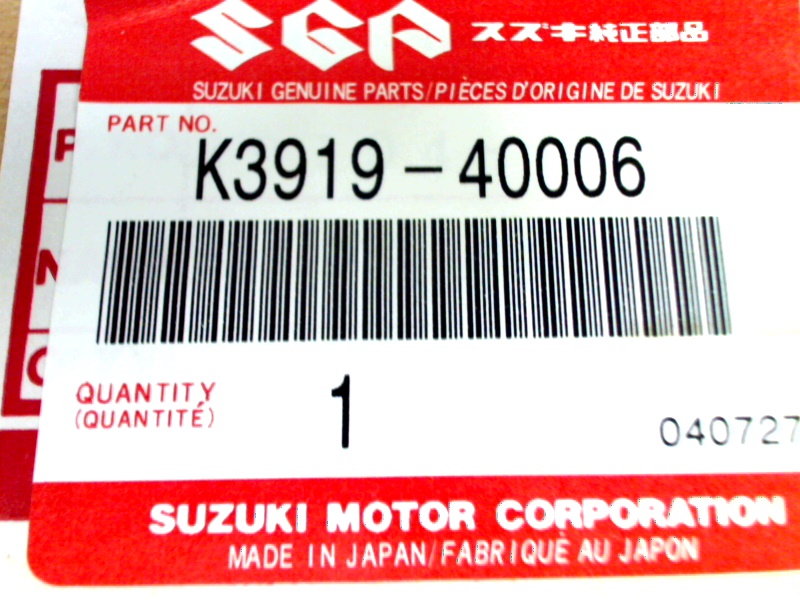 SGP スズキ純正部品
SUZUKI GENUINE PARTS/PIÈCES D'ORIGINE DE SUZUKI
PART NO.
K3919-40006
QUANTITY
(QUANTITÉ)
1
040727
SUZUKI MOTOR CORPORATION
MADE IN JAPAN/FABRIQUÈ AU JAPON